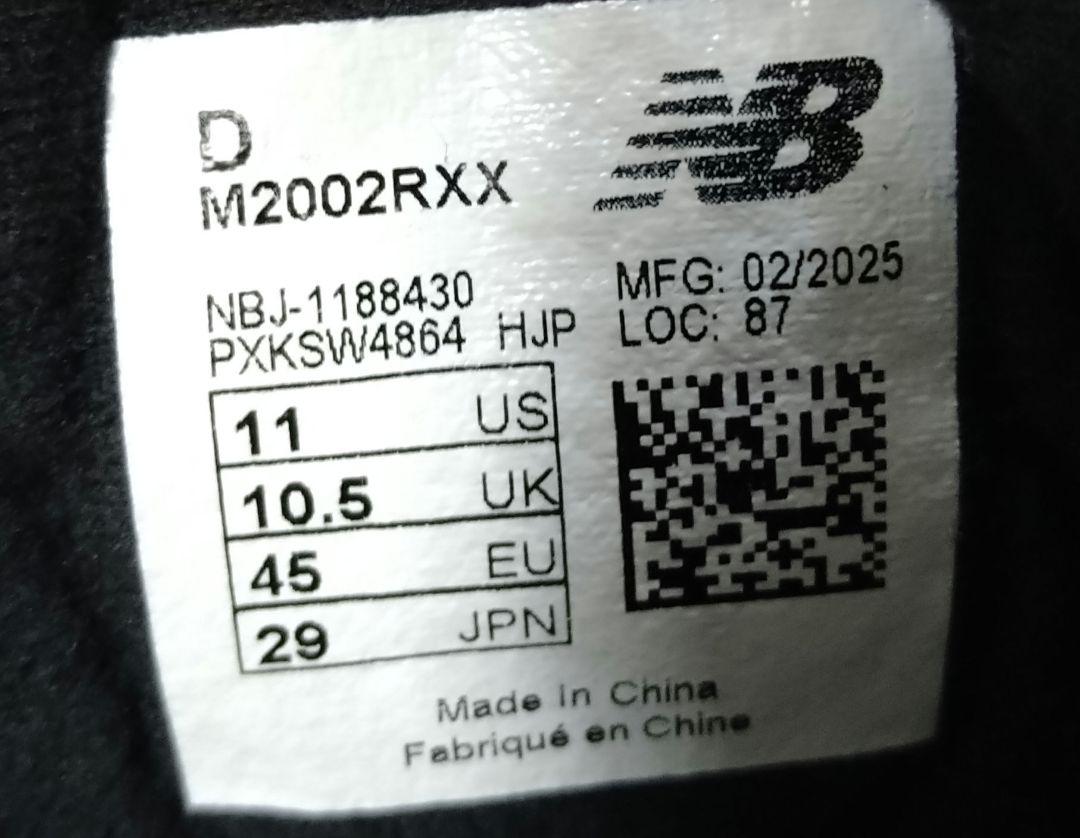 D
M2002RXX
NB
NBJ-1188430
PXKSW4864 HJP
MFG: 02/2025
LOC: 87
11 US
10.5 UK
45 EU
29 JPN
Made In China
Fabriqué en Chine